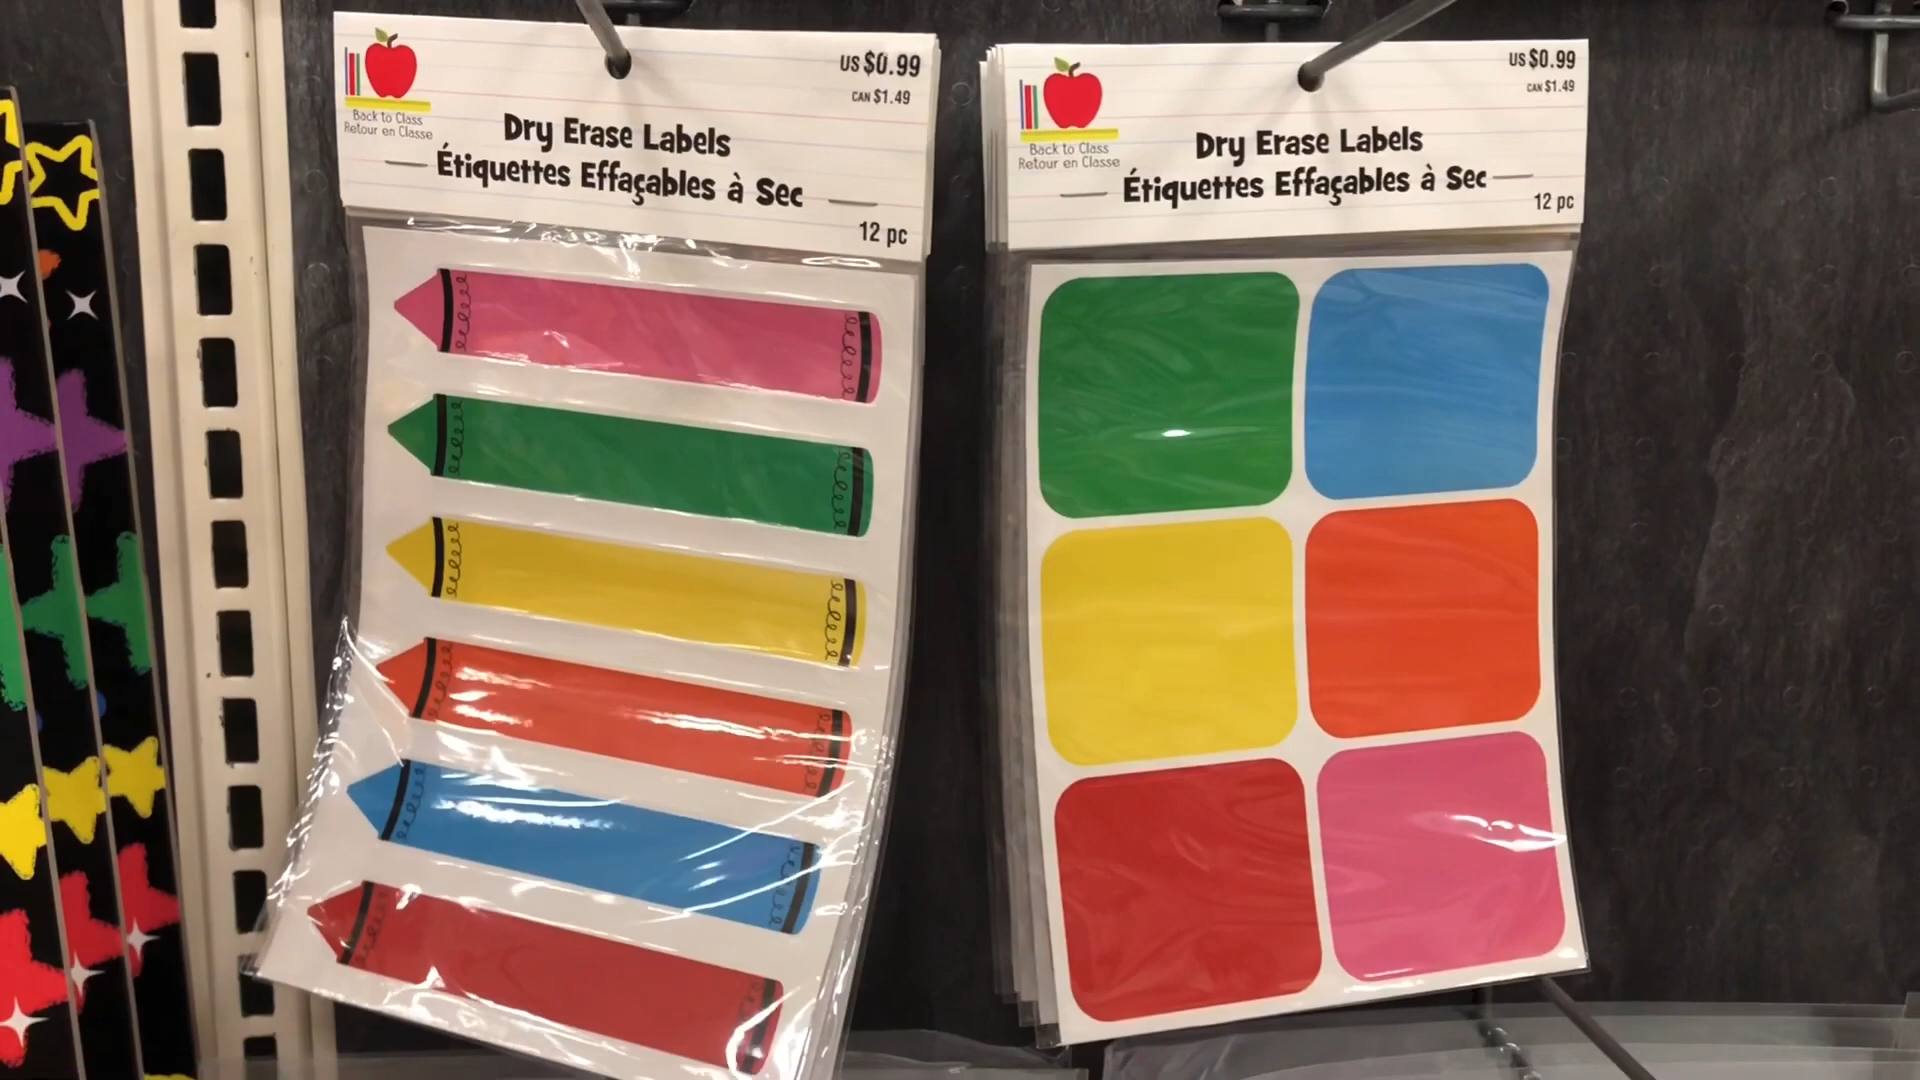 Back to Class
Retour en Classe
US $0.99
CAN $1.49
Dry Erase Labels
Étiquettes Effaçables à Sec
12 pc
Back to Class
Retour en Classe
US $0.99
CAN $1.49
Dry Erase Labels
Étiquettes Effaçables à Sec
12 pc